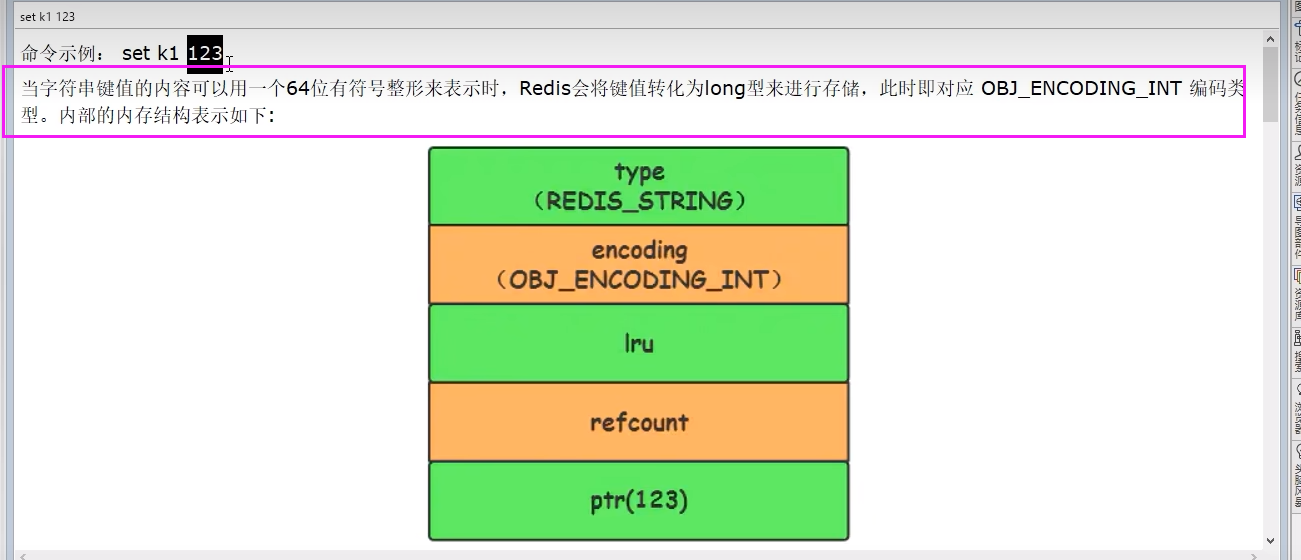 set k1 123
命令示例： set k1 123
当字符串键值的内容可以用一个64位有符号整形来表示时，Redis会将键值转化为long型来进行存储，此时即对应 OBJ_ENCODING_INT 编码类
型。内部的内存结构表示如下:
type
（REDIS_STRING）
encoding
（OBJ_ENCODING_INT）
lru
refcount
ptr(123)